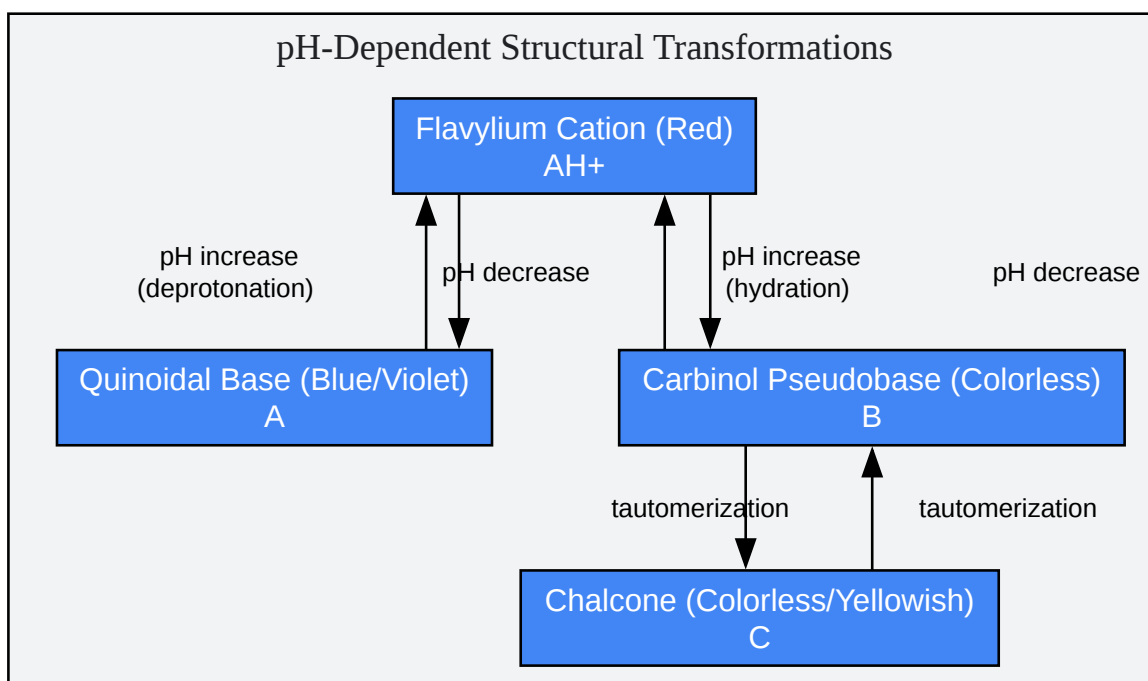 pH-Dependent Structural Transformations
Flavylium Cation (Red)
AH+
pH increase
(deprotonation)
pH decrease
pH increase
(hydration)
pH decrease
Quinoidal Base (Blue/Violet)
A
Carbinol Pseudobase (Colorless)
B
tautomerization
tautomerization
Chalcone (Colorless/Yellowish)
C